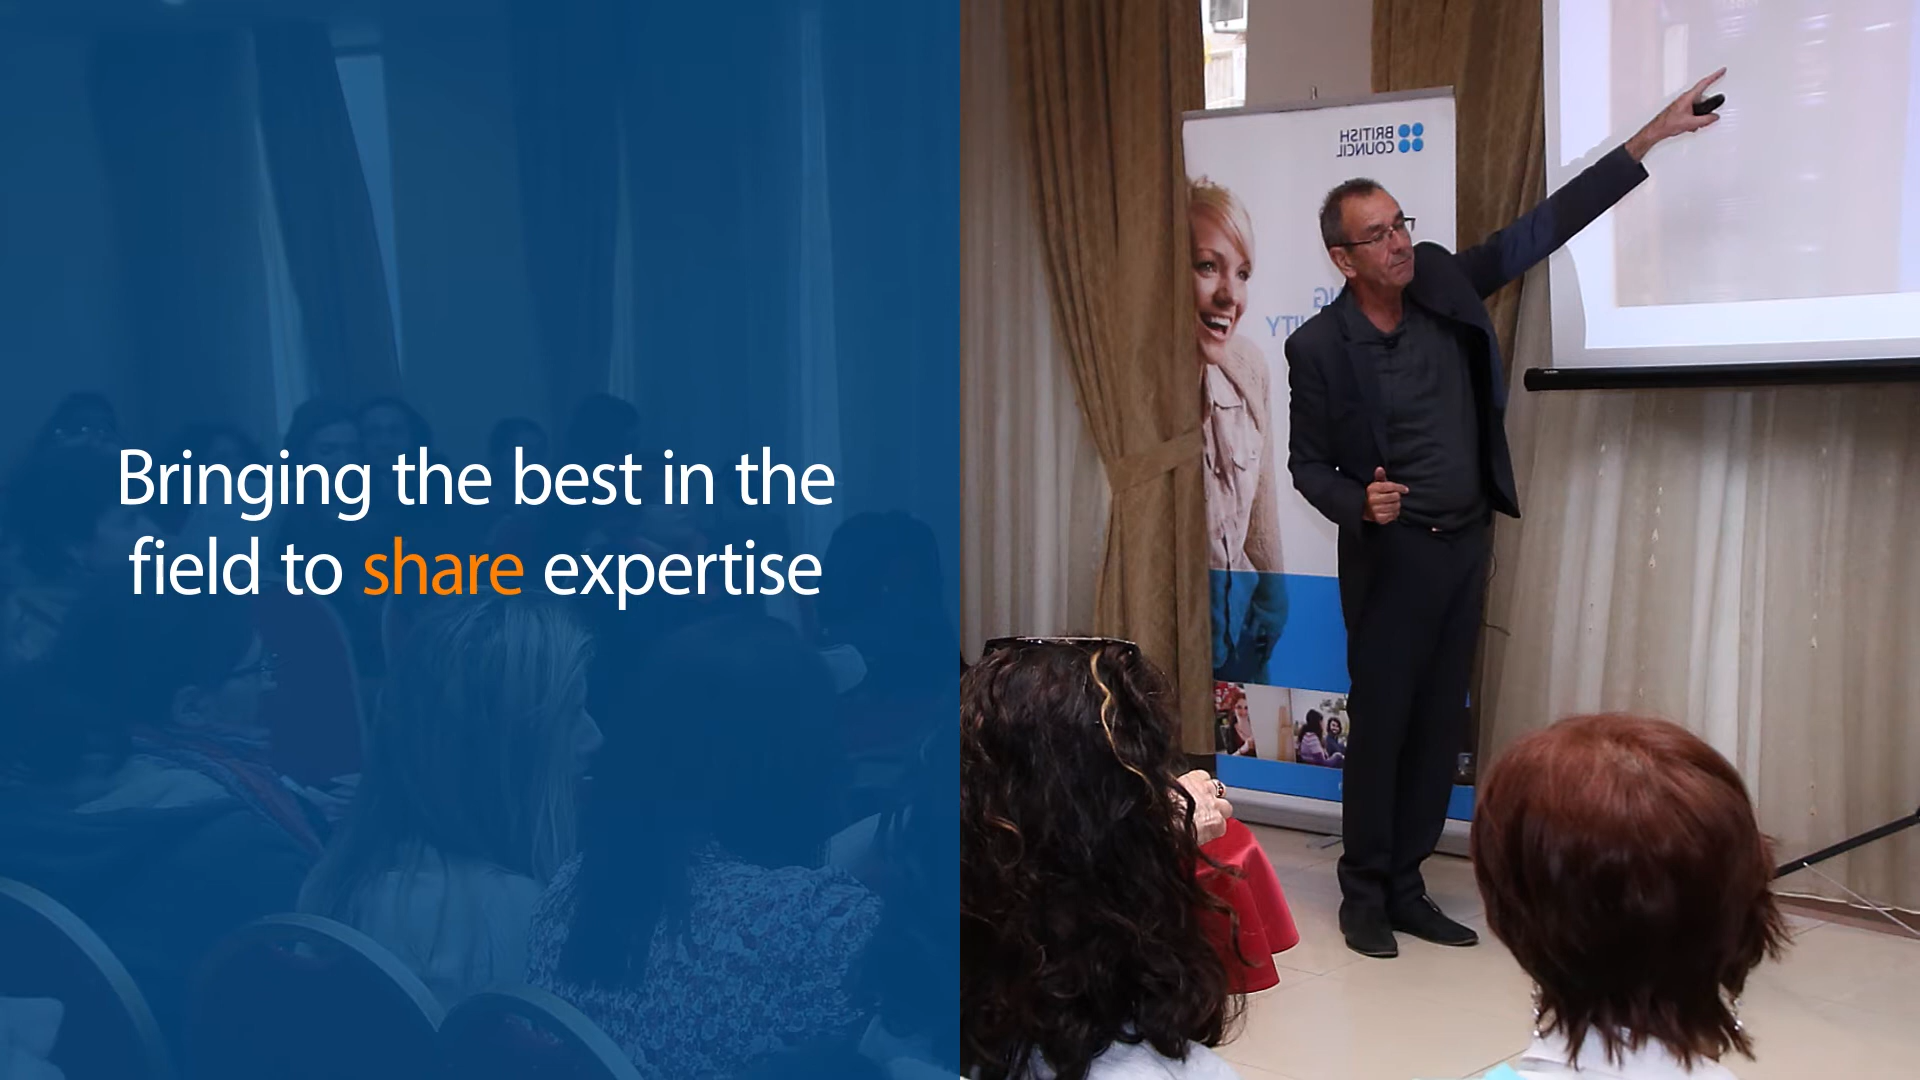 Bringing the best in the
field to share expertise
BRITISH
COUNCIL